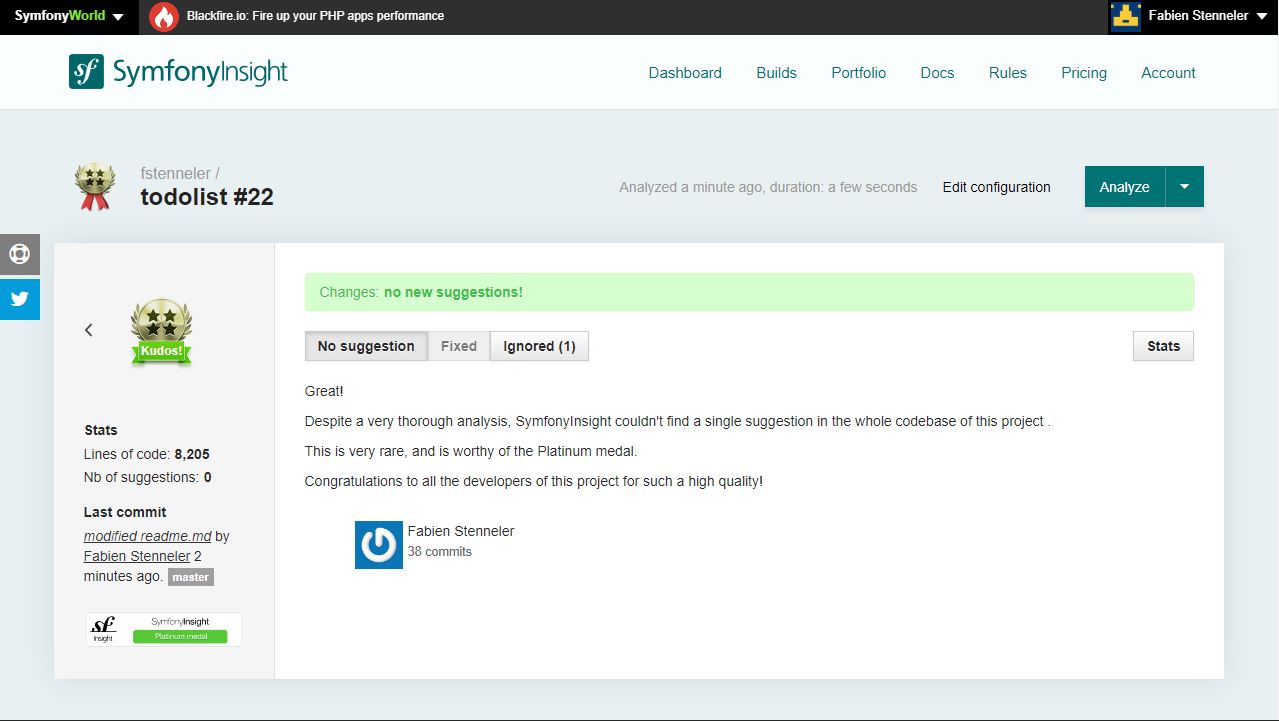 SymfonyWorld
Blackfire.io: Fire up your PHP apps performance
Fabien Stenneler
sf SymfonyInsight
Dashboard Builds Portfolio Docs Rules Pricing Account
fstenneler /
todolist #22
Analyzed a minute ago, duration: a few seconds
Edit configuration
Analyze
Kudos!
Stats
Lines of code: 8,205
Nb of suggestions: 0
Last commit
modified readme.md by
Fabien Stenneler 2
minutes ago. master
sf
Insight
SymfonyInsight
Platinum medal
Changes: no new suggestions!
No suggestion Fixed Ignored (1) Stats
Great!
Despite a very thorough analysis, SymfonyInsight couldn't find a single suggestion in the whole codebase of this project .
This is very rare, and is worthy of the Platinum medal.
Congratulations to all the developers of this project for such a high quality!
Fabien Stenneler
38 commits